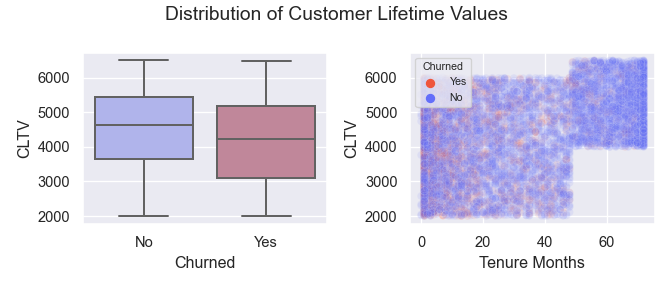 Distribution of Customer Lifetime Values
CLTV
6000
5000
4000
3000
2000
No
Yes
Churned
CLTV
6000
5000
4000
3000
2000
Churned
Yes
No
0
20
40
60
Tenure Months